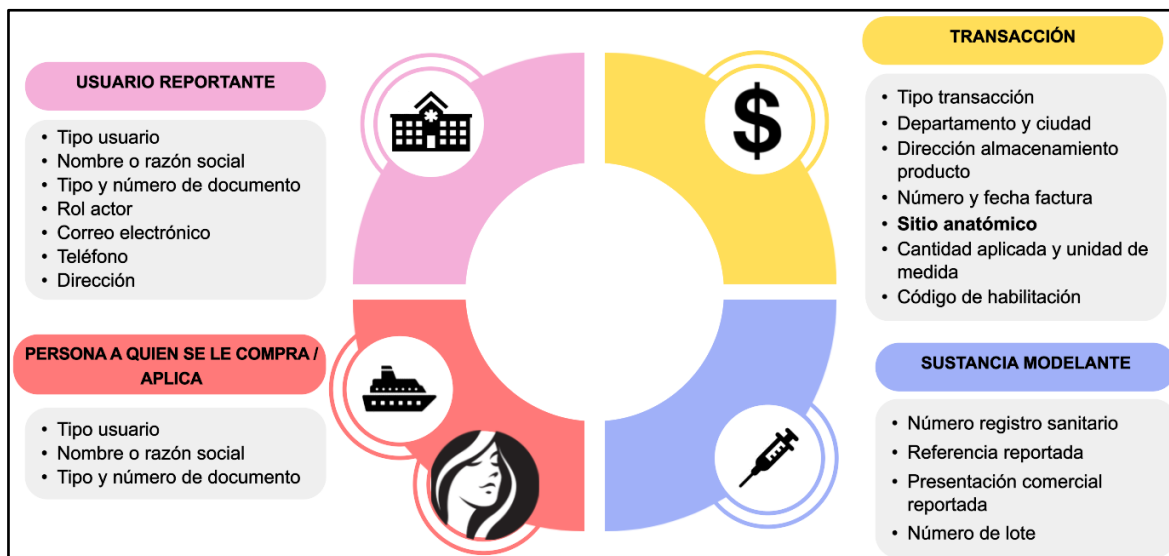 USUARIO REPORTANTE
• Tipo usuario
• Nombre o razón social
• Tipo y número de documento
• Rol actor
• Correo electrónico
• Teléfono
• Dirección
PERSONA A QUIEN SE LE COMPRA /
APLICA
• Tipo usuario
• Nombre o razón social
• Tipo y número de documento
$
TRANSACCIÓN
• Tipo transacción
• Departamento y ciudad
• Dirección almacenamiento
producto
• Número y fecha factura
• Sitio anatómico
• Cantidad aplicada y unidad de
medida
• Código de habilitación
SUSTANCIA MODELANTE
• Número registro sanitario
• Referencia reportada
• Presentación comercial
reportada
• Número de lote